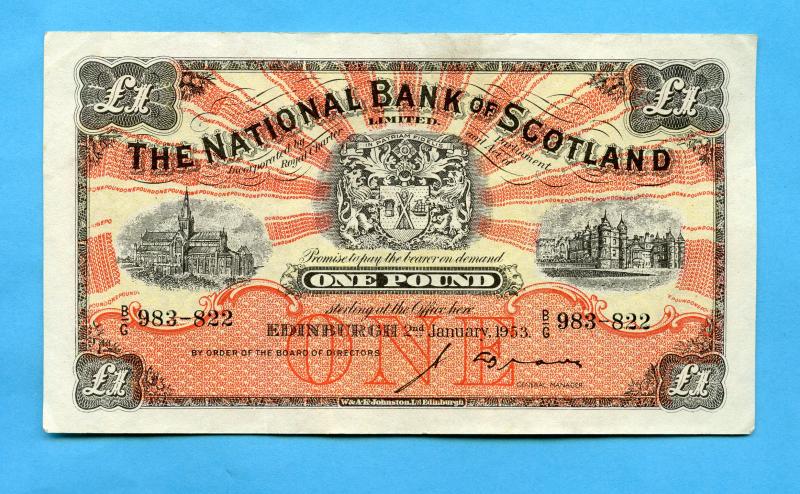 £1 £1
THE NATIONAL BANK OF SCOTLAND
LIMITED
Incorporated by Royal Charter and Act of Parliament
Promise to pay the bearer on demand
ONE POUND
sterling at the Office here
B/G 983-822 B/G 983-822
EDINBURGH 2nd January, 1953.
BY ORDER OF THE BOARD OF DIRECTORS
ONE
GENERAL MANAGER
£1 £1
W. & A.K. Johnston, Ltd Edinburgh